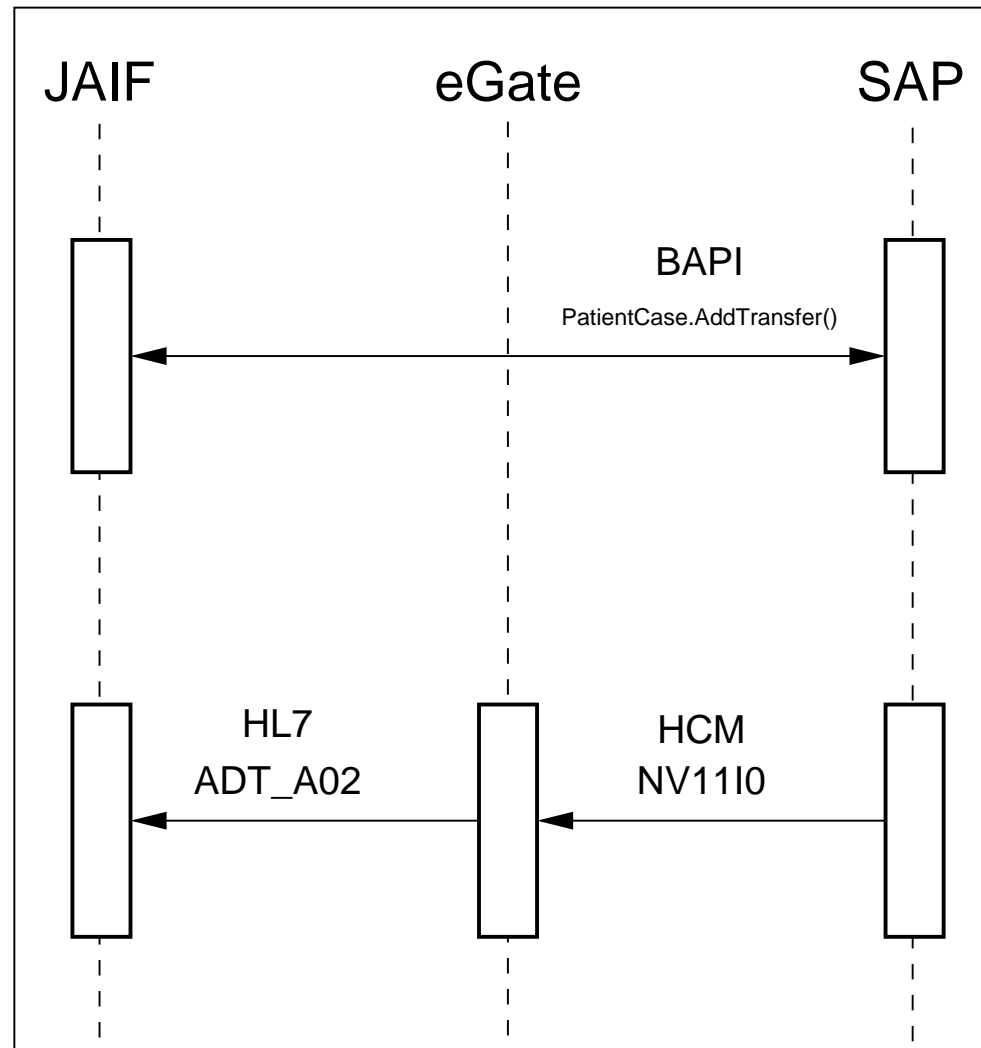 JAIF eGate SAP
BAPI
PatientCase.AddTransfer()
HL7 HCM
ADT_A02 NV11I0